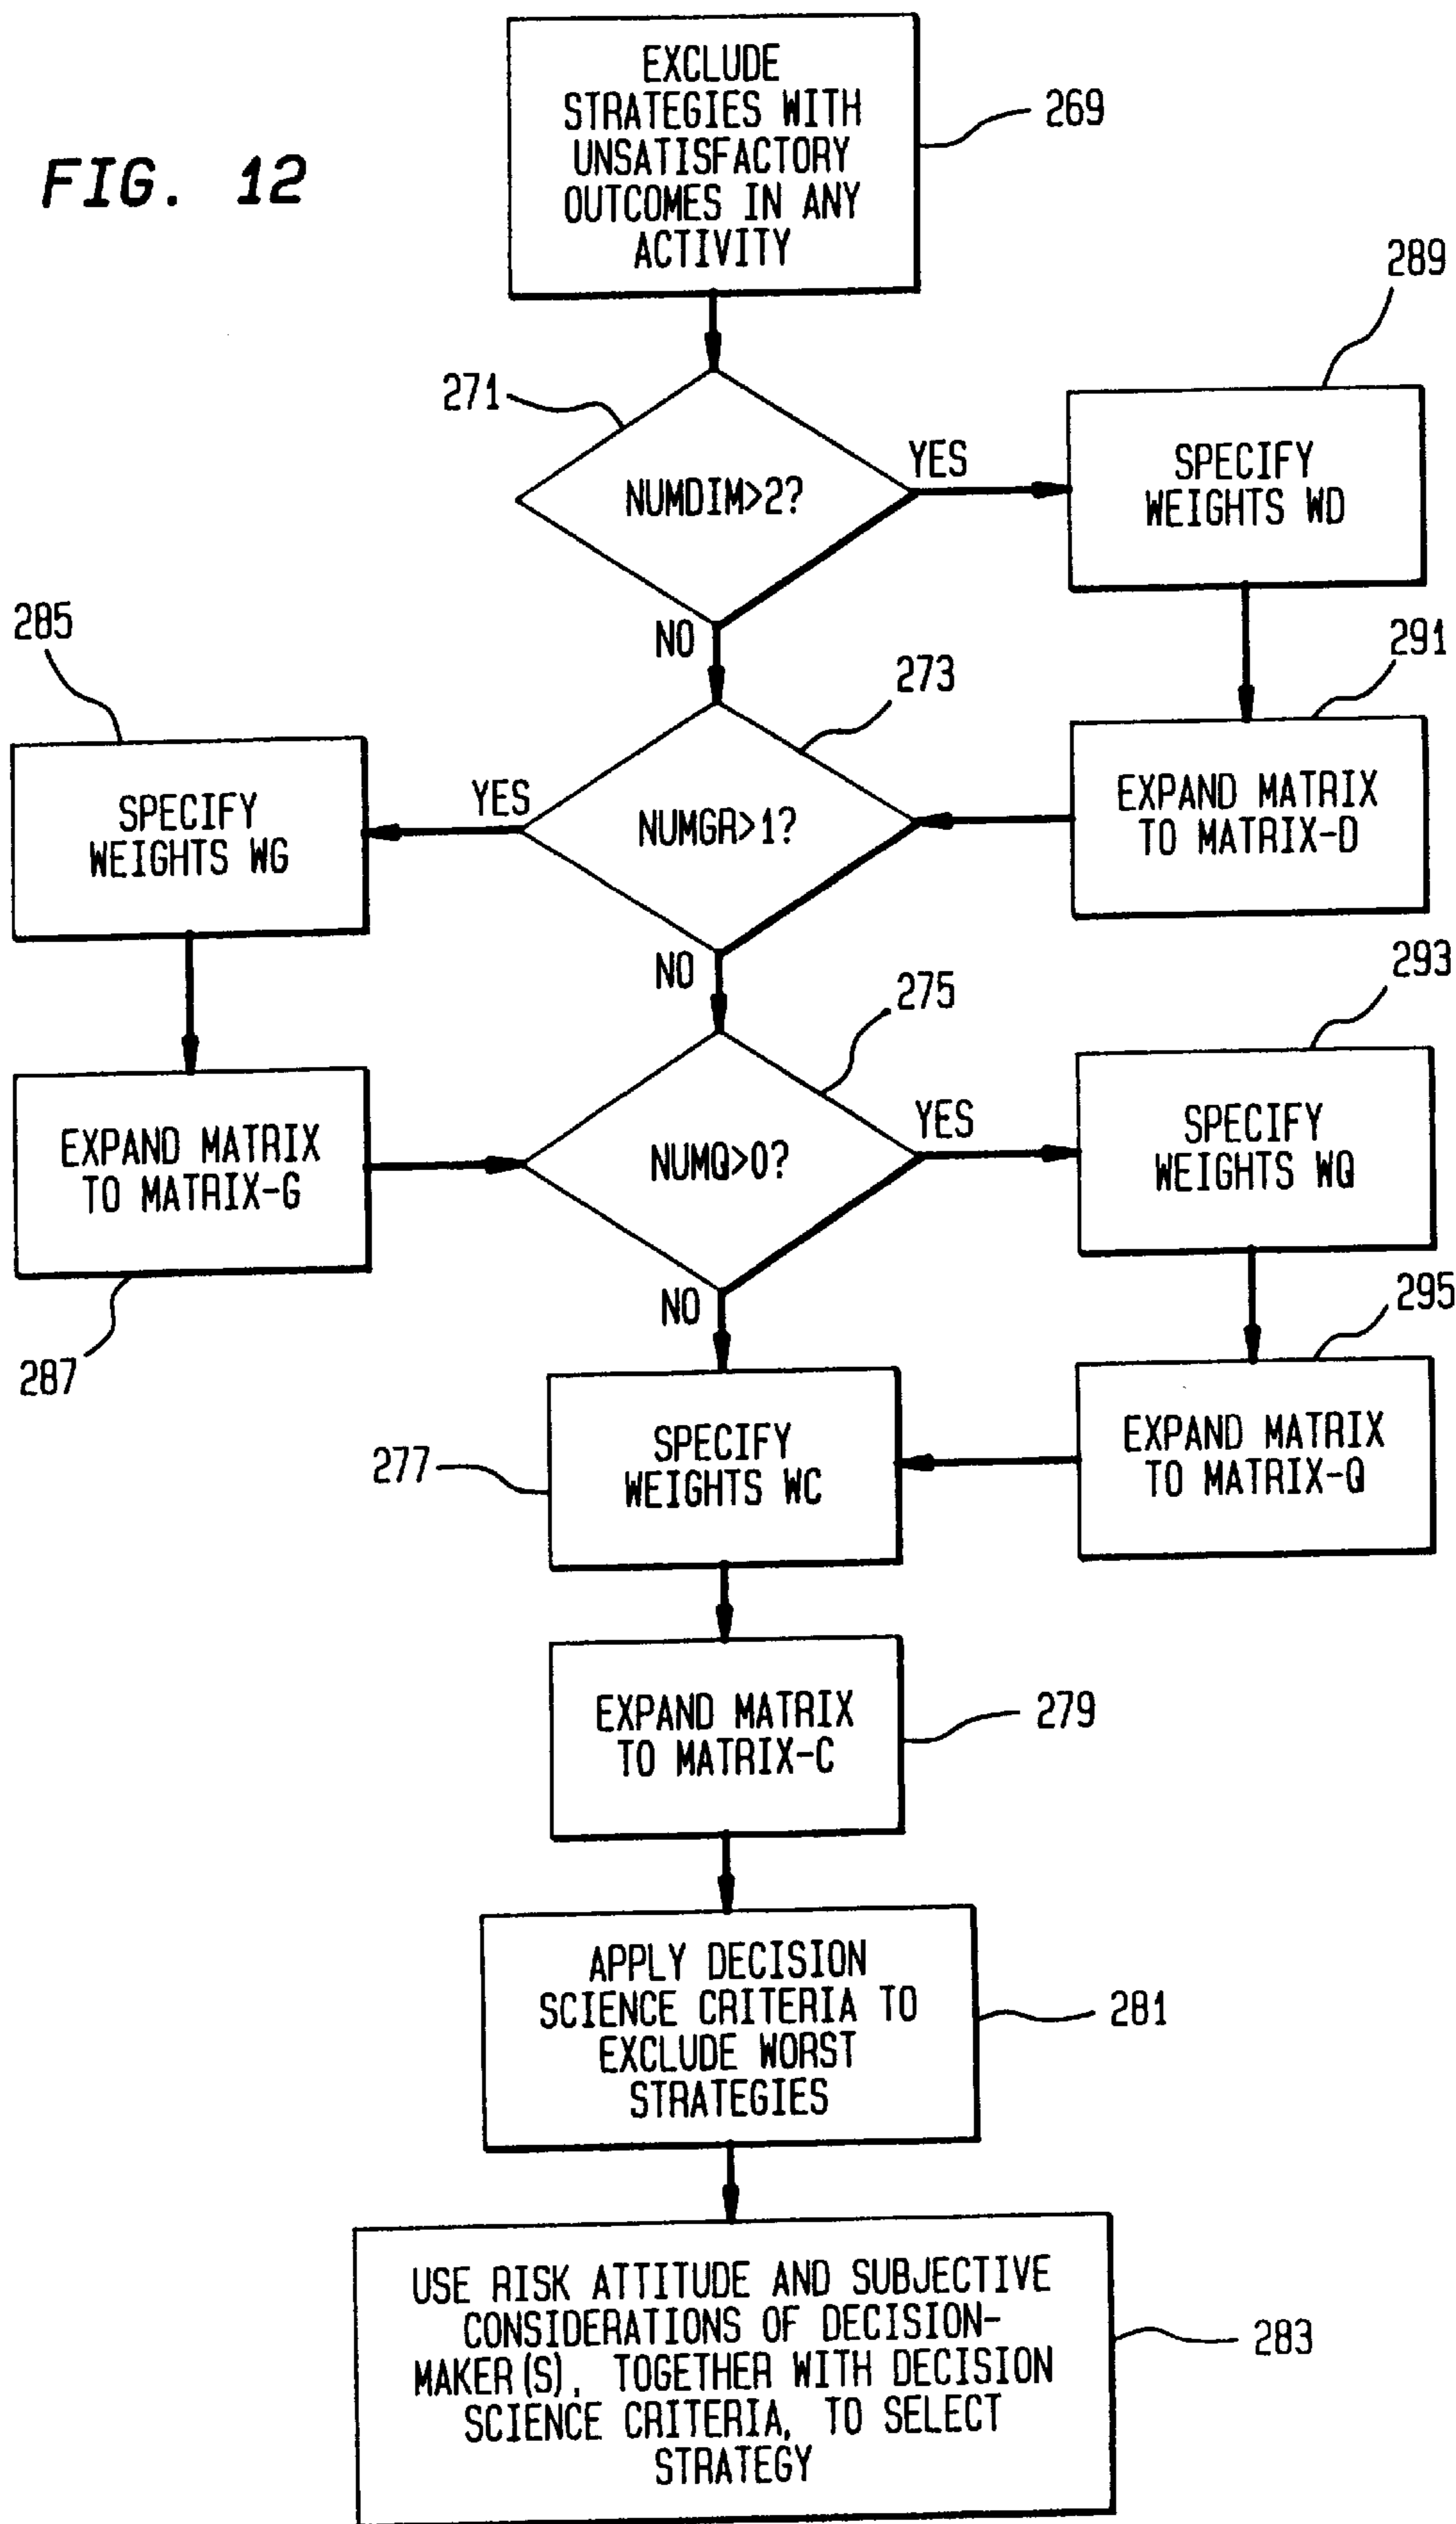 FIG. 12
EXCLUDE
STRATEGIES WITH
UNSATISFACTORY
OUTCOMES IN ANY
ACTIVITY
269
271
NUMDIM>2?
YES
NO
289
SPECIFY
WEIGHTS WD
291
EXPAND MATRIX
TO MATRIX-D
273
NUMGR>1?
YES
NO
285
SPECIFY
WEIGHTS WG
EXPAND MATRIX
TO MATRIX-G
287
275
NUMQ>0?
YES
NO
293
SPECIFY
WEIGHTS WQ
295
EXPAND MATRIX
TO MATRIX-Q
277
SPECIFY
WEIGHTS WC
EXPAND MATRIX
TO MATRIX-C
279
APPLY DECISION
SCIENCE CRITERIA TO
EXCLUDE WORST
STRATEGIES
281
USE RISK ATTITUDE AND SUBJECTIVE
CONSIDERATIONS OF DECISION-
MAKER(S), TOGETHER WITH DECISION
SCIENCE CRITERIA, TO SELECT
STRATEGY
283